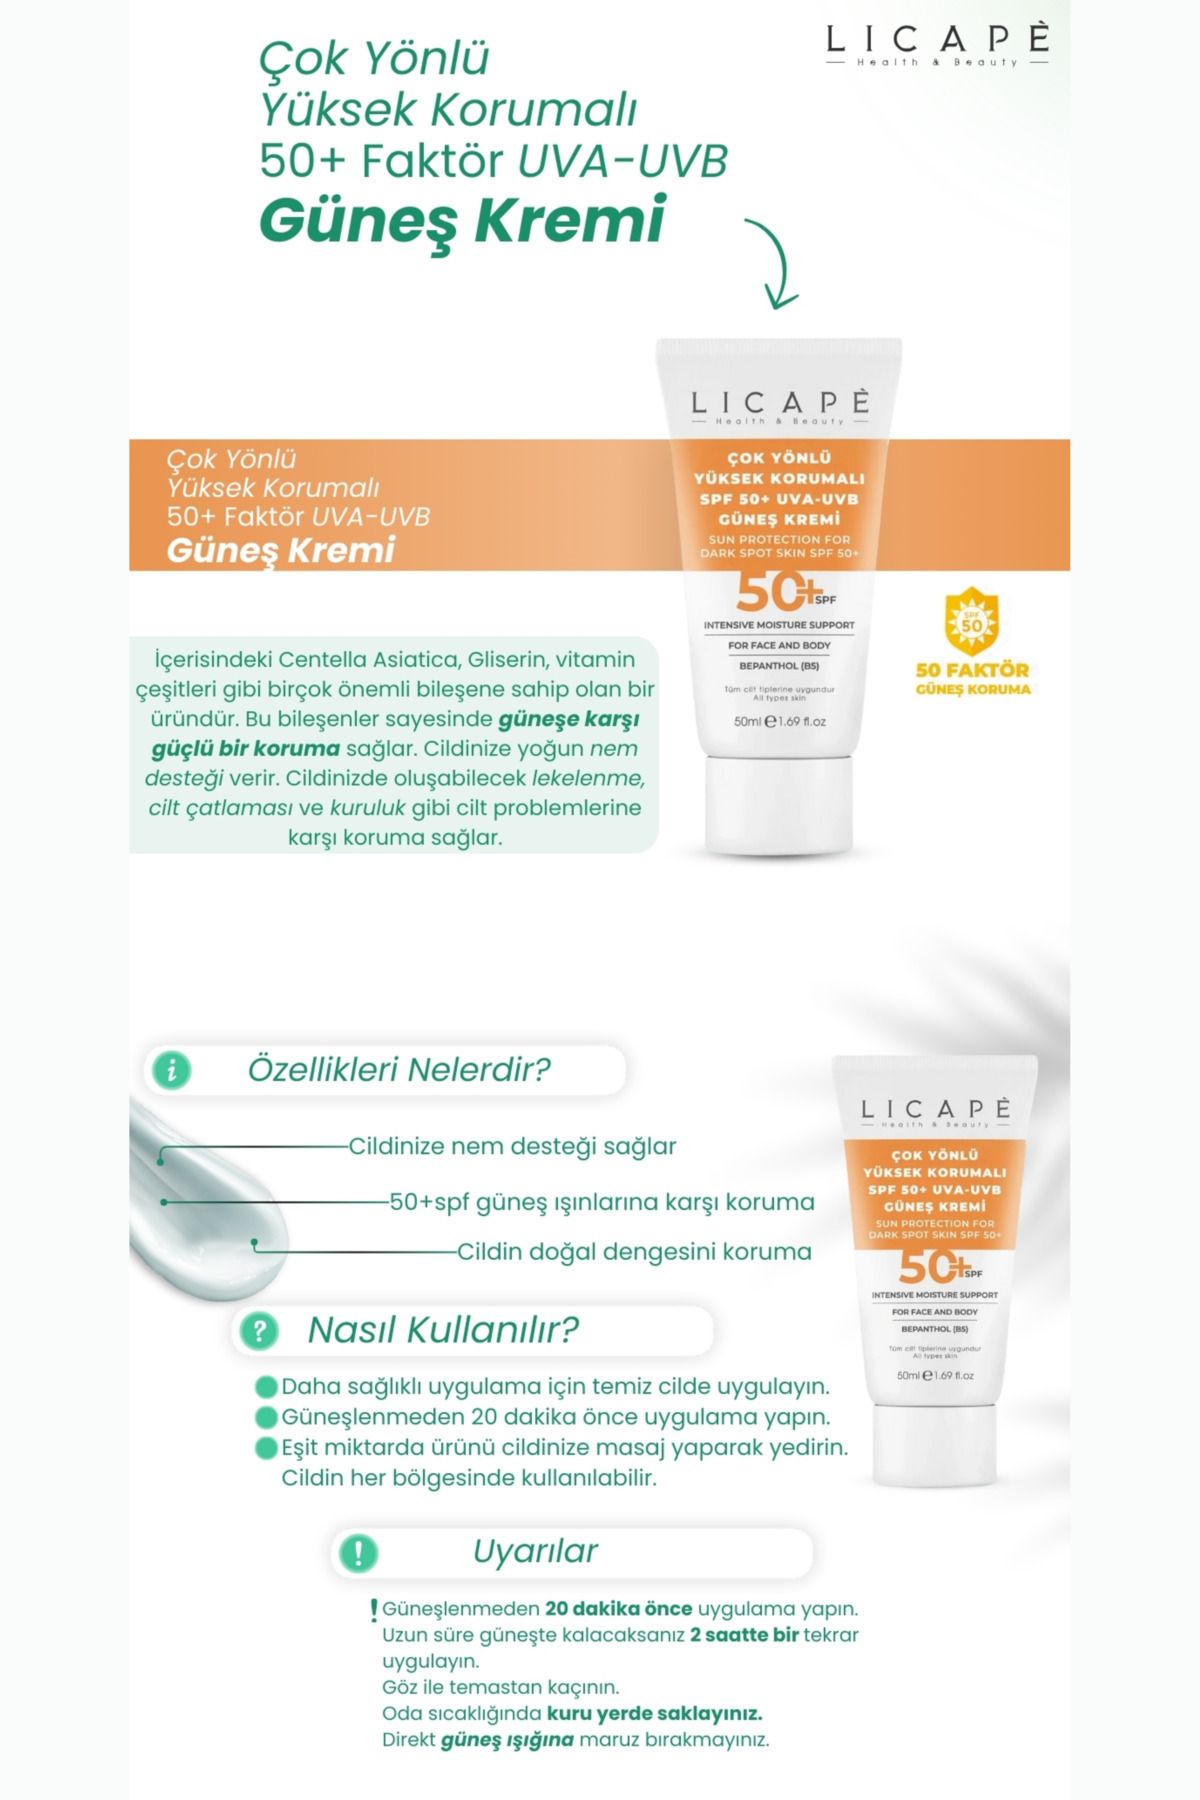 Çok Yönlü
Yüksek Korumalı
50+ Faktör UVA-UVB
Güneş Kremi
LICAPÈ
Health & Beauty
LICAPÈ
Health & Beauty
ÇOK YÖNLÜ
YÜKSEK KORUMALI
SPF 50+ UVA-UVB
GÜNEŞ KREMİ
SUN PROTECTION FOR
DARK SPOT SKIN SPF 50+
50+ SPF
INTENSIVE MOISTURE SUPPORT
FOR FACE AND BODY
BEPANTHOL (B5)
Tüm cilt tiplerine uygundur
All types skin
50ml e 1.69 fl.oz
Çok Yönlü
Yüksek Korumalı
50+ Faktör UVA-UVB
Güneş Kremi
SPF
50
50 FAKTÖR
GÜNEŞ KORUMA
İçerisindeki Centella Asiatica, Gliserin, vitamin
çeşitleri gibi birçok önemli bileşene sahip olan bir
üründür. Bu bileşenler sayesinde güneşe karşı
güçlü bir koruma sağlar. Cildinize yoğun nem
desteği verir. Cildinizde oluşabilecek lekelenme,
cilt çatlaması ve kuruluk gibi cilt problemlerine
karşı koruma sağlar.
i
Özellikleri Nelerdir?
Cildinize nem desteği sağlar
50+spf güneş ışınlarına karşı koruma
Cildin doğal dengesini koruma
LICAPÈ
Health & Beauty
ÇOK YÖNLÜ
YÜKSEK KORUMALI
SPF 50+ UVA-UVB
GÜNEŞ KREMİ
SUN PROTECTION FOR
DARK SPOT SKIN SPF 50+
50+ SPF
INTENSIVE MOISTURE SUPPORT
FOR FACE AND BODY
BEPANTHOL (B5)
Tüm cilt tiplerine uygundur
All types skin
50ml e 1.69 fl.oz
?
Nasıl Kullanılır?
Daha sağlıklı uygulama için temiz cilde uygulayın.
Güneşlenmeden 20 dakika önce uygulama yapın.
Eşit miktarda ürünü cildinize masaj yaparak yedirin.
Cildin her bölgesinde kullanılabilir.
!
Uyarılar
! Güneşlenmeden 20 dakika önce uygulama yapın.
Uzun süre güneşte kalacaksanız 2 saatte bir tekrar
uygulayın.
Göz ile temastan kaçının.
Oda sıcaklığında kuru yerde saklayınız.
Direkt güneş ışığına maruz bırakmayınız.